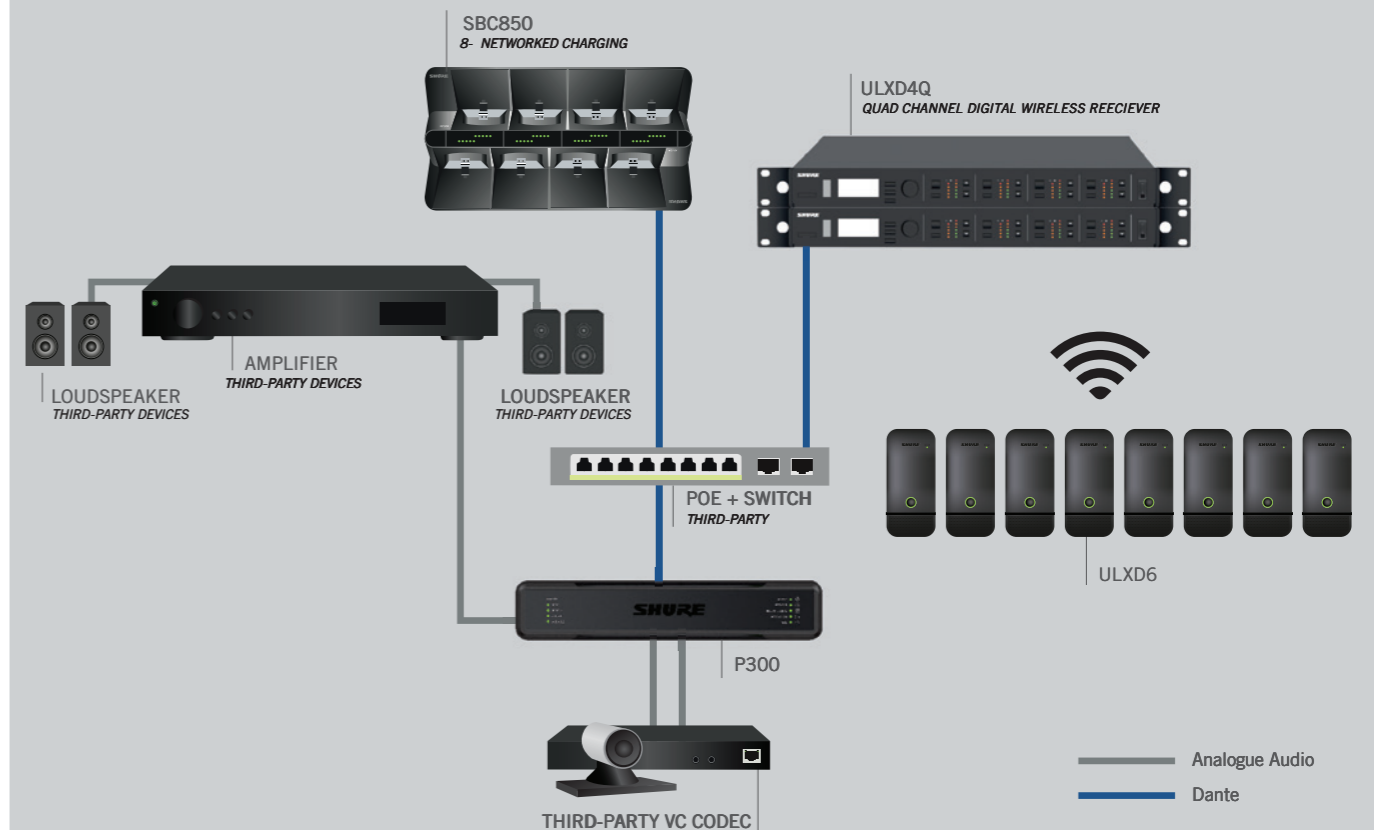 SBC850
8- NETWORKED CHARGING
ULXD4Q
QUAD CHANNEL DIGITAL WIRELESS REECIEVER
AMPLIFIER
THIRD-PARTY DEVICES
LOUDSPEAKER
THIRD-PARTY DEVICES
LOUDSPEAKER
THIRD-PARTY DEVICES
POE + SWITCH
THIRD-PARTY
ULXD6
SHURE
P300
Analogue Audio
Dante
THIRD-PARTY VC CODEC